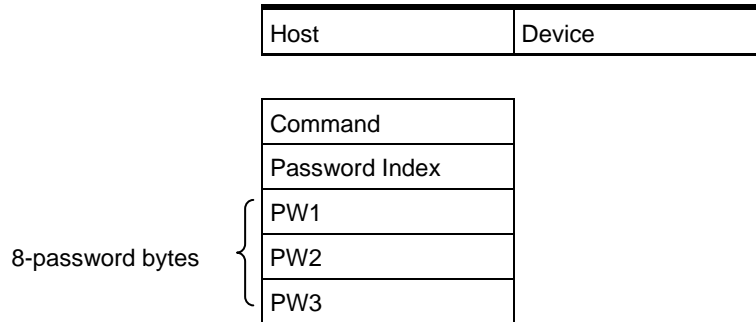 Host Device
Command
Password Index
PW1
8-password bytes PW2
PW3